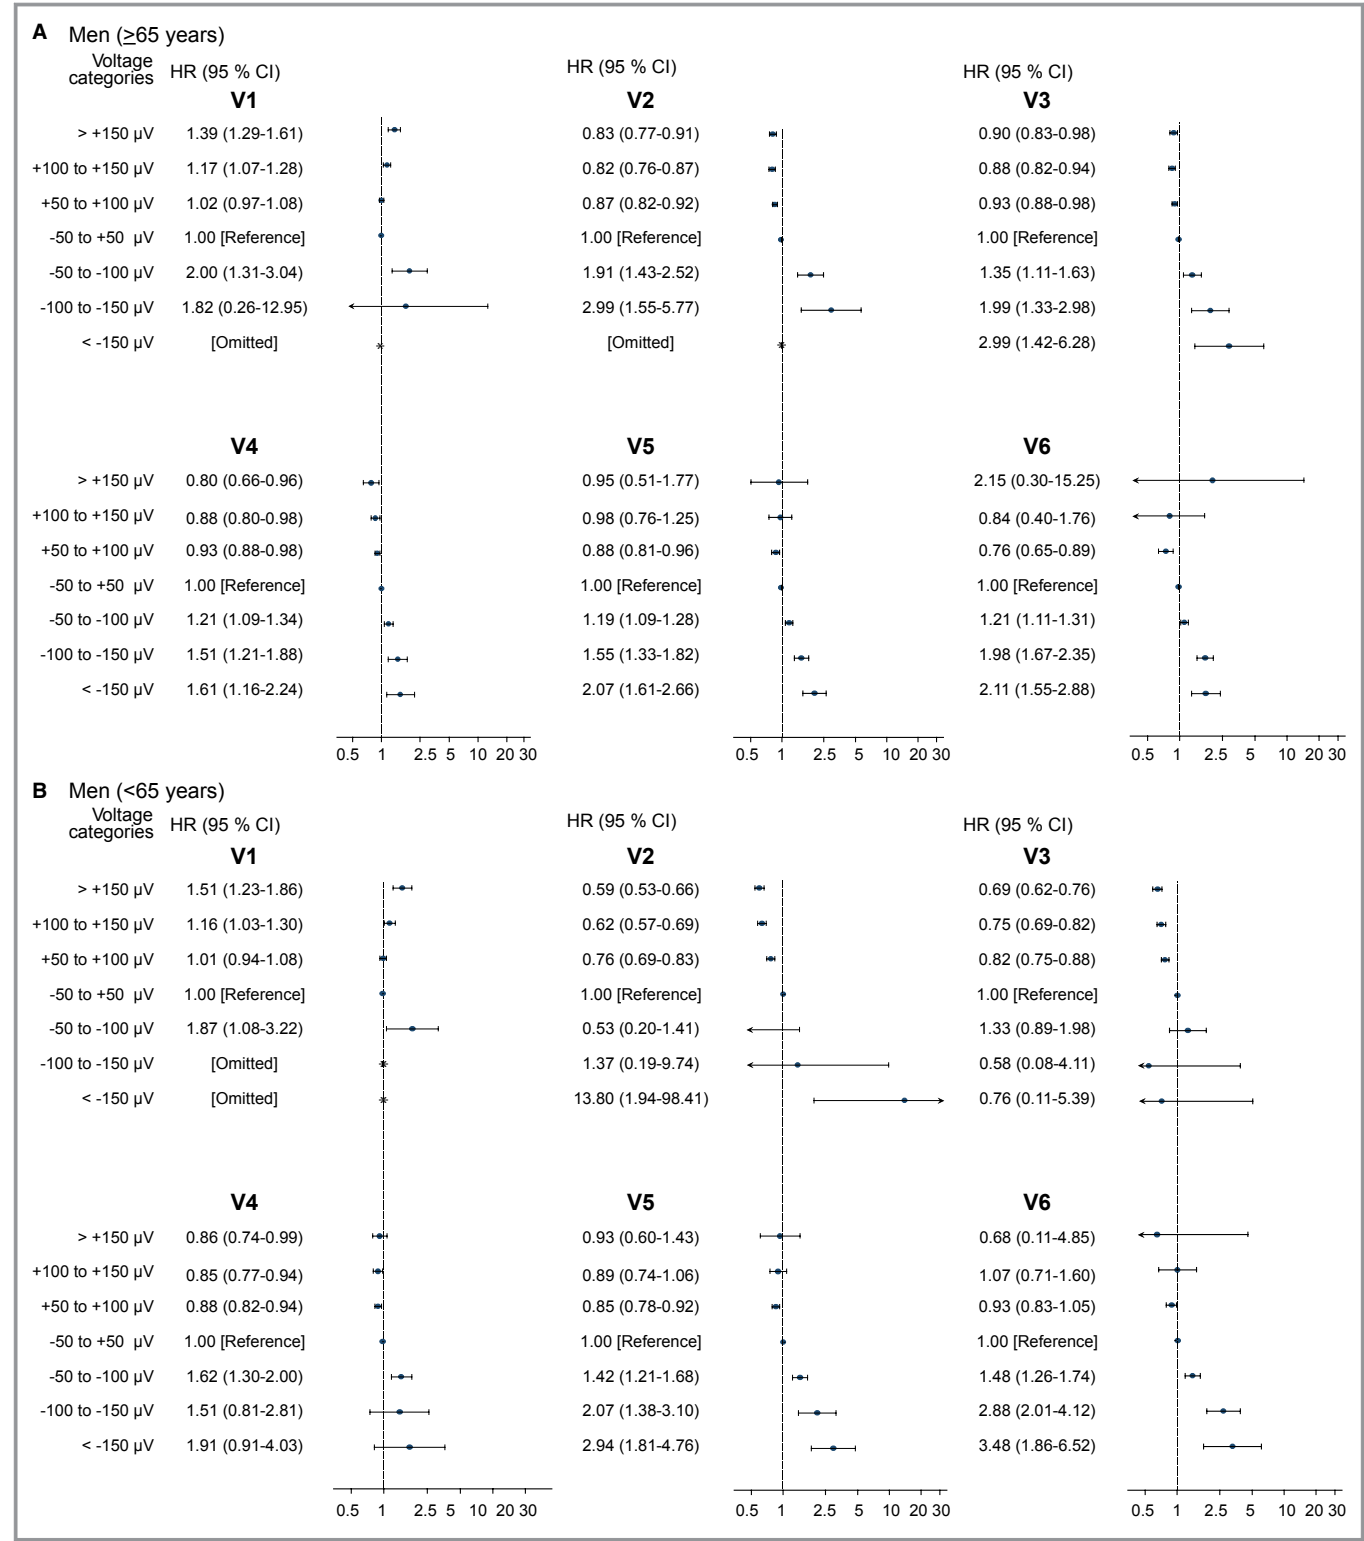 A Men (≥65 years)
Voltage categories HR (95 % CI) HR (95 % CI) HR (95 % CI)
V1 V2 V3
> +150 µV 1.39 (1.29-1.61) 0.83 (0.77-0.91) 0.90 (0.83-0.98)
+100 to +150 µV 1.17 (1.07-1.28) 0.82 (0.76-0.87) 0.88 (0.82-0.94)
+50 to +100 µV 1.02 (0.97-1.08) 0.87 (0.82-0.92) 0.93 (0.88-0.98)
-50 to +50 µV 1.00 [Reference] 1.00 [Reference] 1.00 [Reference]
-50 to -100 µV 2.00 (1.31-3.04) 1.91 (1.43-2.52) 1.35 (1.11-1.63)
-100 to -150 µV 1.82 (0.26-12.95) 2.99 (1.55-5.77) 1.99 (1.33-2.98)
< -150 µV [Omitted] [Omitted] 2.99 (1.42-6.28)
V4 V5 V6
> +150 µV 0.80 (0.66-0.96) 0.95 (0.51-1.77) 2.15 (0.30-15.25)
+100 to +150 µV 0.88 (0.80-0.98) 0.98 (0.76-1.25) 0.84 (0.40-1.76)
+50 to +100 µV 0.93 (0.88-0.98) 0.88 (0.81-0.96) 0.76 (0.65-0.89)
-50 to +50 µV 1.00 [Reference] 1.00 [Reference] 1.00 [Reference]
-50 to -100 µV 1.21 (1.09-1.34) 1.19 (1.09-1.28) 1.21 (1.11-1.31)
-100 to -150 µV 1.51 (1.21-1.88) 1.55 (1.33-1.82) 1.98 (1.67-2.35)
< -150 µV 1.61 (1.16-2.24) 2.07 (1.61-2.66) 2.11 (1.55-2.88)
0.5 1 2.5 5 10 20 30 0.5 1 2.5 5 10 20 30 0.5 1 2.5 5 10 20 30
B Men (<65 years)
Voltage categories HR (95 % CI) HR (95 % CI) HR (95 % CI)
V1 V2 V3
> +150 µV 1.51 (1.23-1.86) 0.59 (0.53-0.66) 0.69 (0.62-0.76)
+100 to +150 µV 1.16 (1.03-1.30) 0.62 (0.57-0.69) 0.75 (0.69-0.82)
+50 to +100 µV 1.01 (0.94-1.08) 0.76 (0.69-0.83) 0.82 (0.75-0.88)
-50 to +50 µV 1.00 [Reference] 1.00 [Reference] 1.00 [Reference]
-50 to -100 µV 1.87 (1.08-3.22) 0.53 (0.20-1.41) 1.33 (0.89-1.98)
-100 to -150 µV [Omitted] 1.37 (0.19-9.74) 0.58 (0.08-4.11)
< -150 µV [Omitted] 13.80 (1.94-98.41) 0.76 (0.11-5.39)
V4 V5 V6
> +150 µV 0.86 (0.74-0.99) 0.93 (0.60-1.43) 0.68 (0.11-4.85)
+100 to +150 µV 0.85 (0.77-0.94) 0.89 (0.74-1.06) 1.07 (0.71-1.60)
+50 to +100 µV 0.88 (0.82-0.94) 0.85 (0.78-0.92) 0.93 (0.83-1.05)
-50 to +50 µV 1.00 [Reference] 1.00 [Reference] 1.00 [Reference]
-50 to -100 µV 1.62 (1.30-2.00) 1.42 (1.21-1.68) 1.48 (1.26-1.74)
-100 to -150 µV 1.51 (0.81-2.81) 2.07 (1.38-3.10) 2.88 (2.01-4.12)
< -150 µV 1.91 (0.91-4.03) 2.94 (1.81-4.76) 3.48 (1.86-6.52)
0.5 1 2.5 5 10 20 30 0.5 1 2.5 5 10 20 30 0.5 1 2.5 5 10 20 30